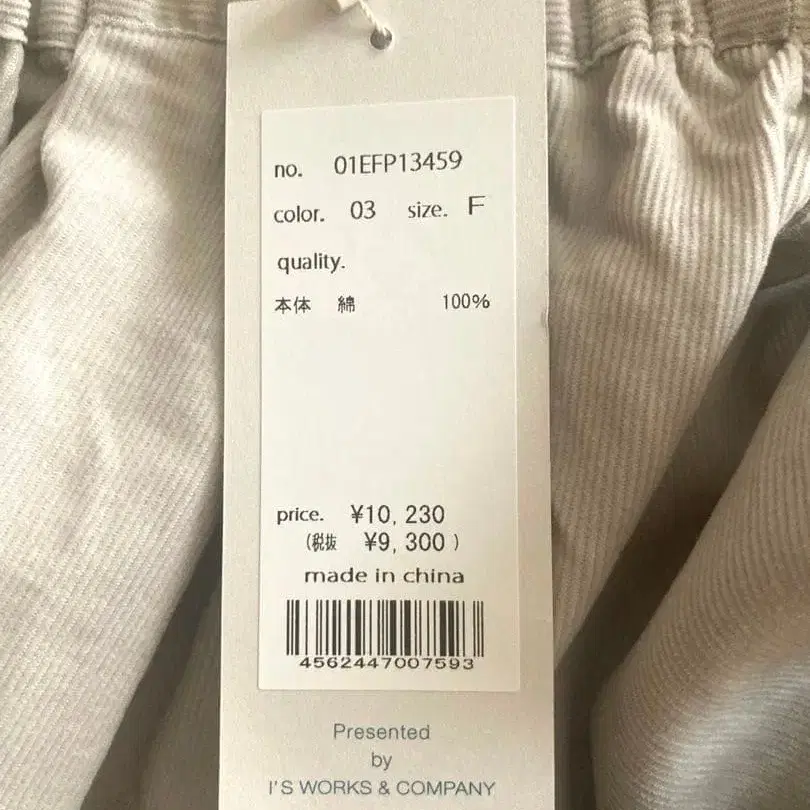 no. 01EFP13459
color. 03 size. F
quality.
本体 綿 100%
price. ¥10,230
(税抜 ¥9,300)
made in china
4562447007593
Presented
by
I'S WORKS & COMPANY